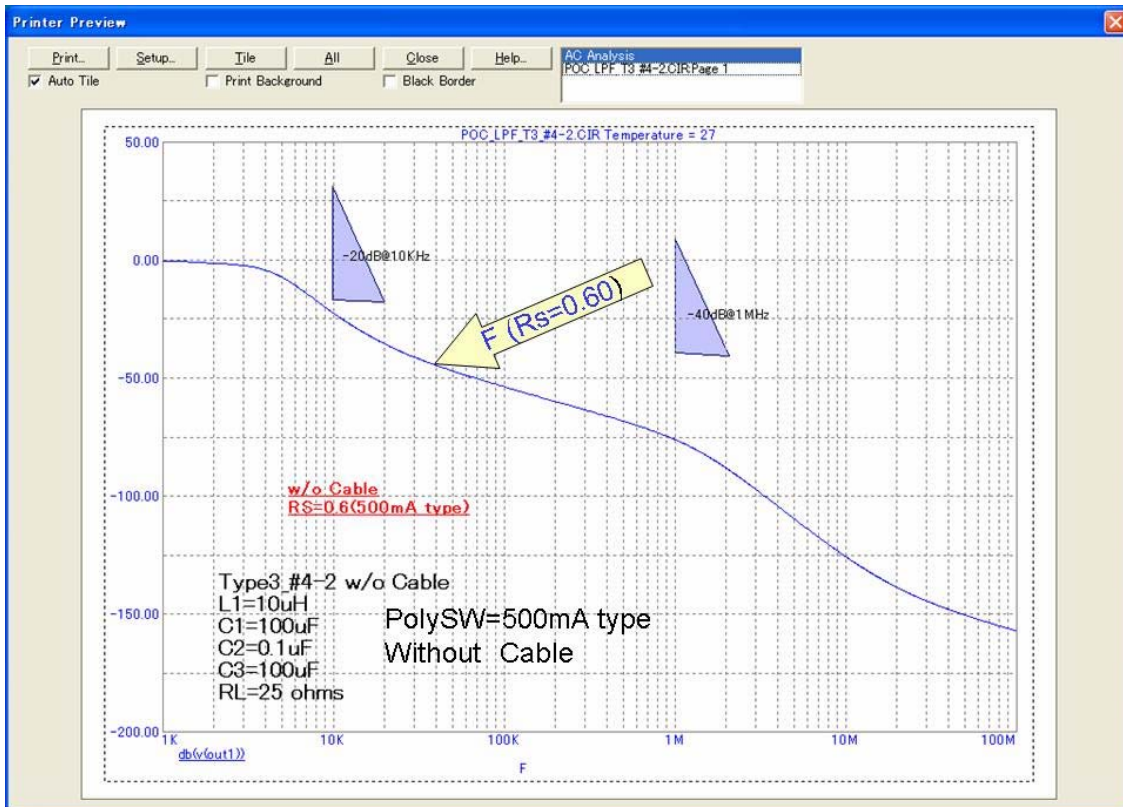 Printer Preview
Print...
Setup...
Tile
All
Close
Help...
AC Analysis
POC_LPF_T3_#4-2.CIR:Page 1
Auto Tile
Print Background
Black Border
POC_LPF_T3_#4-2.CIR Temperature = 27
50.00
0.00
-50.00
-100.00
-150.00
-200.00
-20dB@10KHz
F (Rs=0.60)
-40dB@1MHz
w/o Cable
RS=0.6(500mA type)
Type3_#4-2 w/o Cable
L1=10uH
C1=100uF
C2=0.1uF
C3=100uF
RL=25 ohms
PolySW=500mA type
Without Cable
1K
10K
100K
1M
10M
100M
db(v(out1))
F